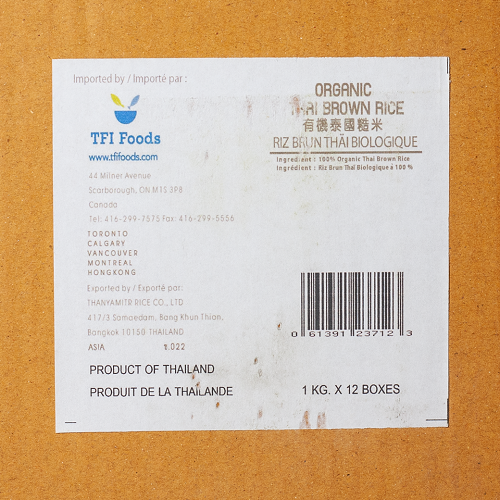 Imported by / Importé par :
TFI Foods
www.tfifoods.com
44 Milner Avenue
Scarborough, ON.M1S 3P8
Canada
Tel: 416-299-7575 Fax: 416-299-5556
TORONTO
CALGARY
VANCOUVER
MONTREAL
HONGKONG
Exported by / Exporté par:
THANYAMITR RICE CO., LTD
417/3 Samaedam, Bang Khun Thian,
Bangkok 10150 THAILAND
ASIA 1.022
PRODUCT OF THAILAND
PRODUIT DE LA THAILANDE
ORGANIC
THAI BROWN RICE
有機泰國糙米
RIZ BRUN THAÏ BIOLOGIQUE
Ingredient : 100% Organic Thai Brown Rice
Ingrédient : Riz Brun Thaï Biologique à 100 %
0 61391 23712 3
1 KG. X 12 BOXES